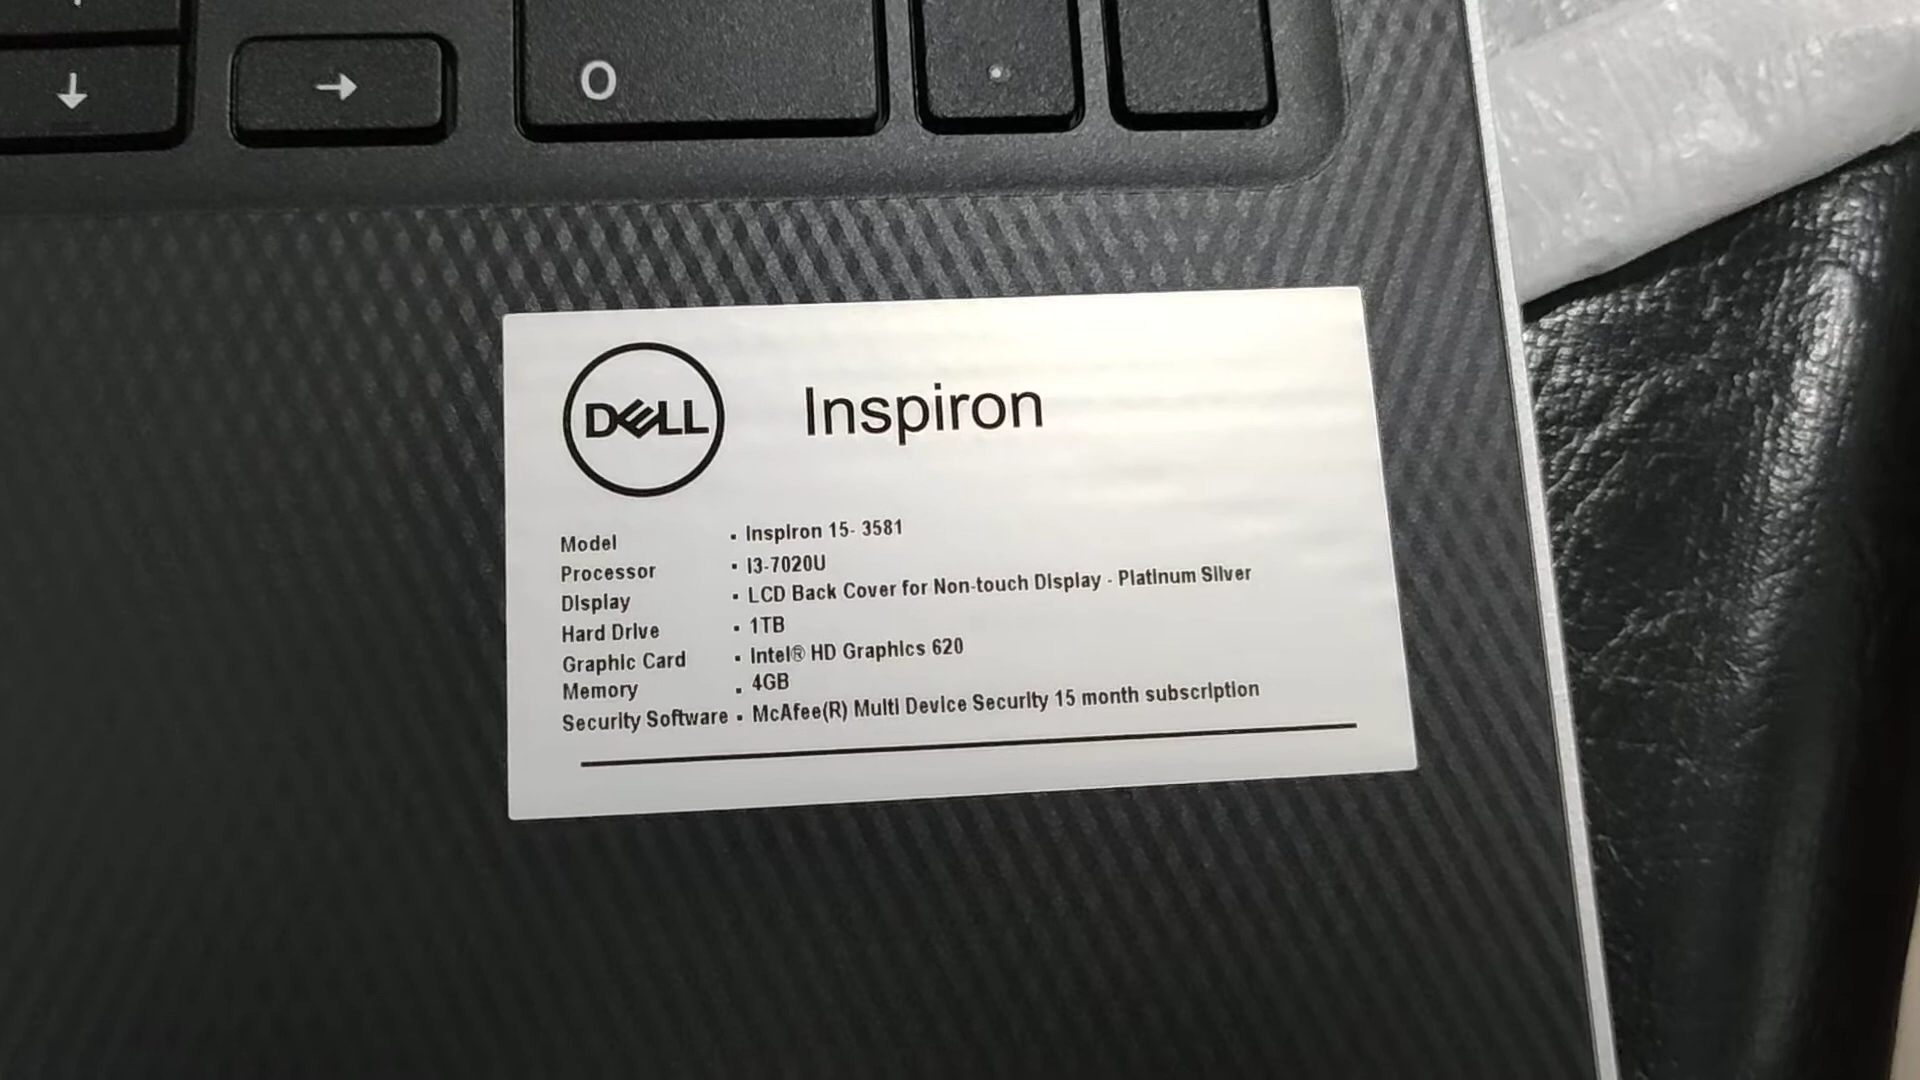 ↓ → 0 .
DELL Inspiron
Model . Inspiron 15- 3581
Processor . I3-7020U
Display . LCD Back Cover for Non-touch Display - Platinum Silver
Hard Drive . 1TB
Graphic Card . Intel® HD Graphics 620
Memory . 4GB
Security Software . McAfee(R) Multi Device Security 15 month subscription